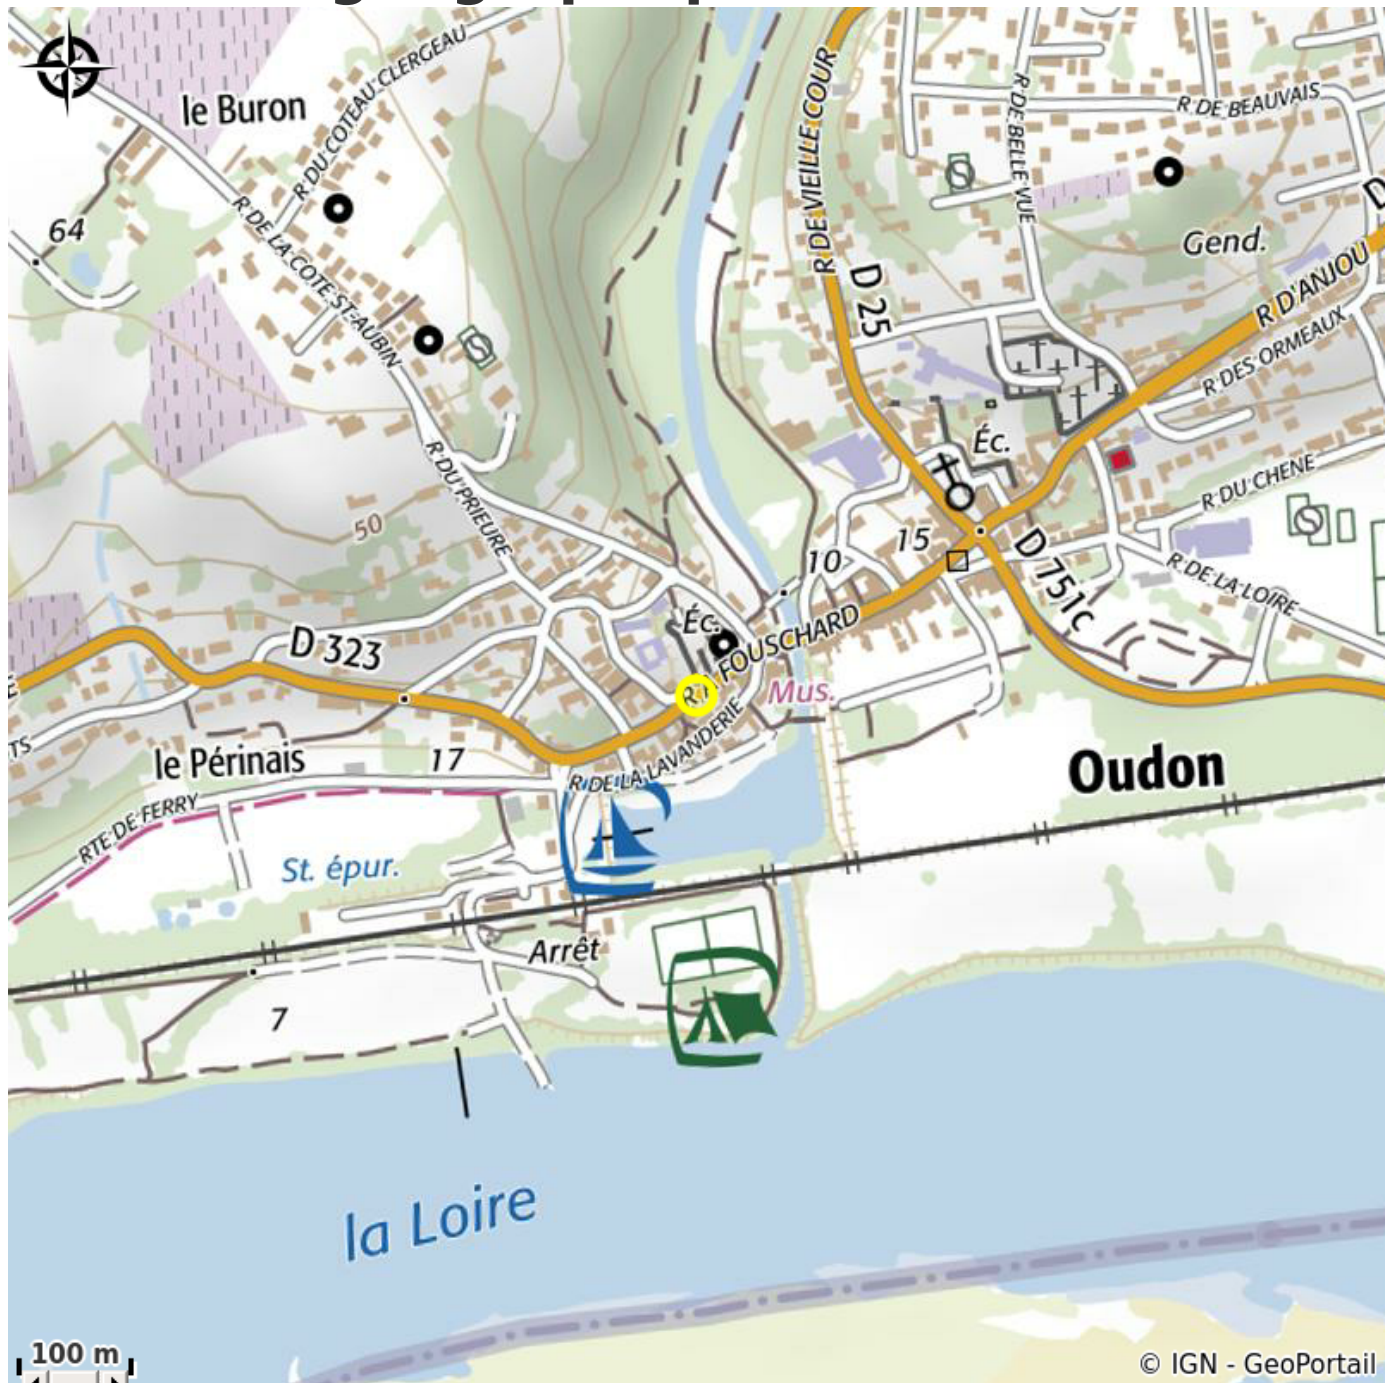 le Buron
R DU COTEAU CLERGEAU
R DE VIEILLE COUR
R DE BELLE VUE
R DE BEAUVAIS
64
R DE LA COTE ST-AUBIN
D 25
Gend.
R D'ANJOU
R DES ORMEAUX
R DU PRIEURE
Éc.
R DU CHENE
50
15
10
D 751c
R DE LA LOIRE
D 323
Éc.
FOUSCHARD
Mus.
R DE LA LAVANDERIE
le Périnais
17
Oudon
RTE DE FERRY
St. épur.
Arrêt
7
la Loire
100 m
© IGN - GeoPortail